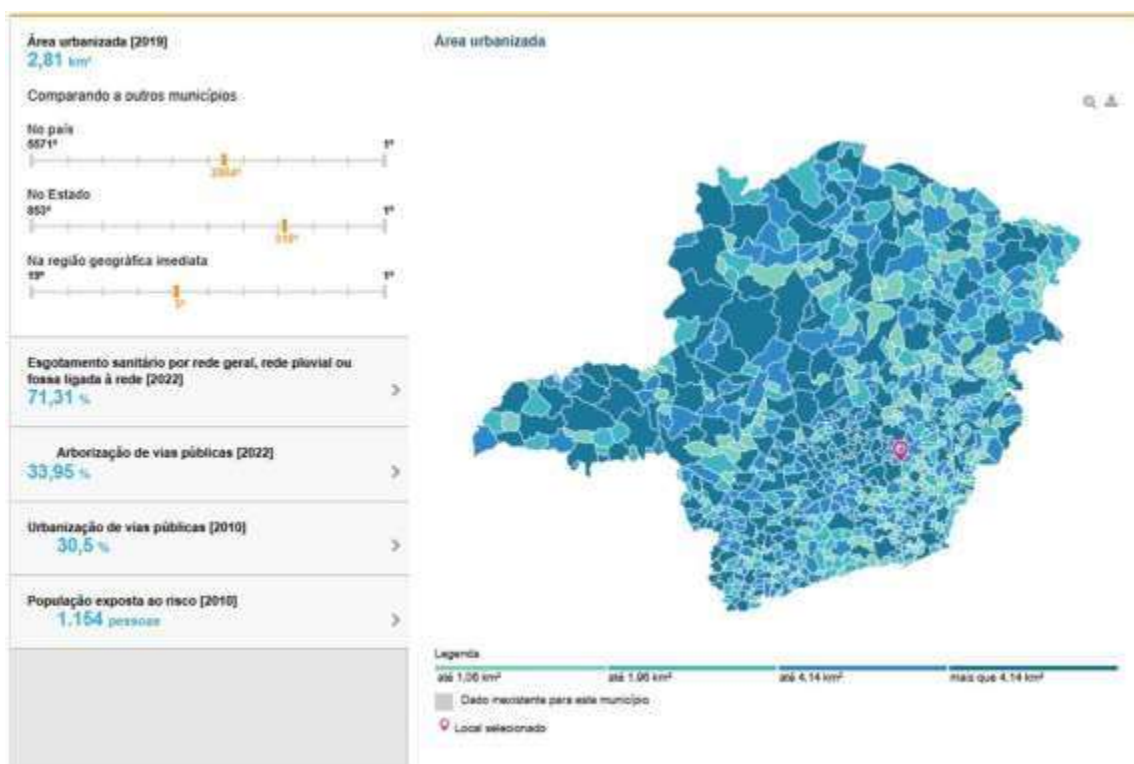 Área urbanizada [2019]
2,81 km²
Comparando a outros municípios
No país
5571º
1º
No Estado
853º
1º
Na região geográfica imediata
1º
Esgotamento sanitário por rede geral, rede pluvial ou
fossa ligada à rede [2022]
71,31 %
Arborização de vias públicas [2022]
33,95 %
Urbanização de vias públicas [2010]
30,5 %
População exposta ao risco [2010]
1.154 pessoas
Área urbanizada
Legenda
até 1,06 km²
até 1,96 km²
até 4,14 km²
mais que 4,14 km²
Dado inexistente para este município
Local selecionado